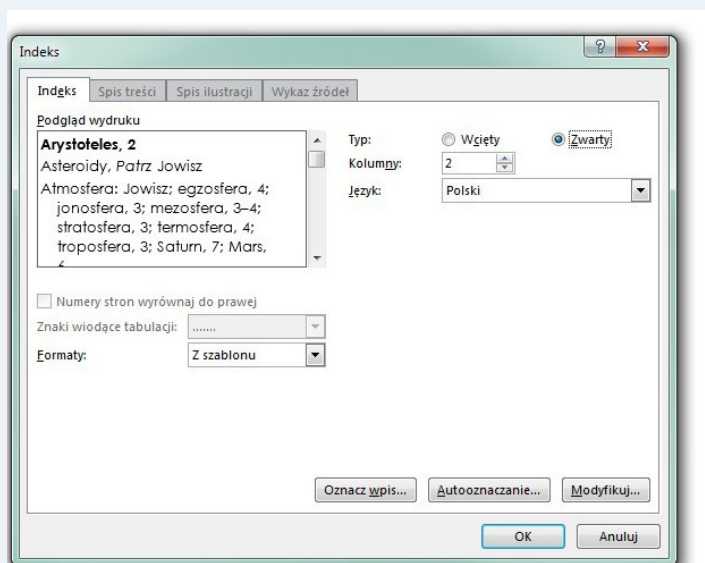 Indeks
Indeks Spis treści Spis ilustracji Wykaz źródeł
Podgląd wydruku
Arystoteles, 2
Asteroidy, Patrz Jowisz
Atmosfera: Jowisz; egzosfera, 4;
jonosfera, 3; mezosfera, 3–4;
stratosfera, 3; termosfera, 4;
troposfera, 3; Saturn, 7; Mars,
Typ: Wcięty Zwarty
Kolumny: 2
Język: Polski
Numery stron wyrównaj do prawej
Znaki wiodące tabulacji: .......
Formaty: Z szablonu
Oznacz wpis... Autooznaczanie... Modyfikuj...
OK Anuluj